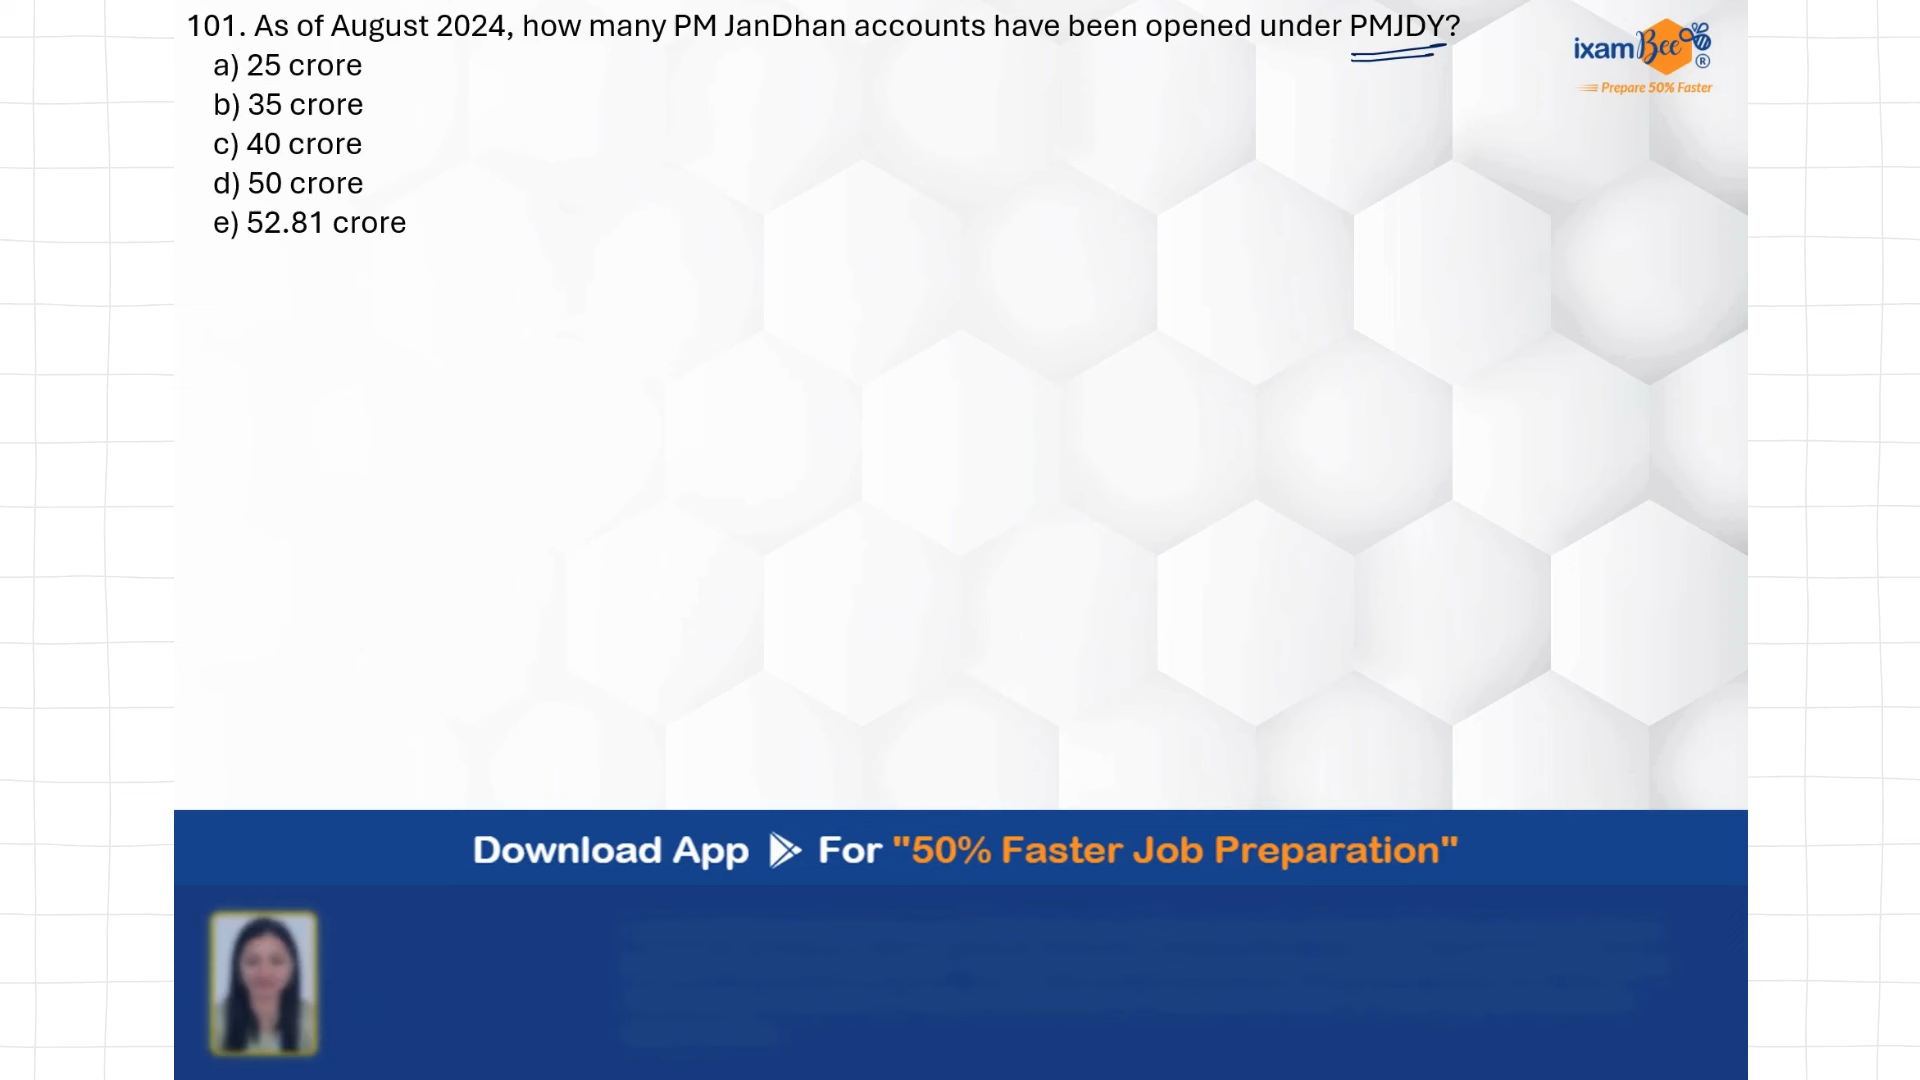 101. As of August 2024, how many PM JanDhan accounts have been opened under PMJDY?
a) 25 crore
b) 35 crore
c) 40 crore
d) 50 crore
e) 52.81 crore
ixamBee®
Prepare 50% Faster
Download App For "50% Faster Job Preparation"